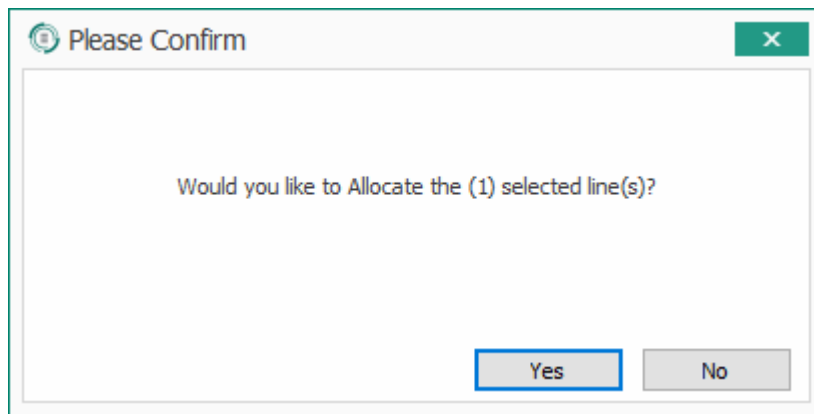 Please Confirm
Would you like to Allocate the (1) selected line(s)?
Yes No